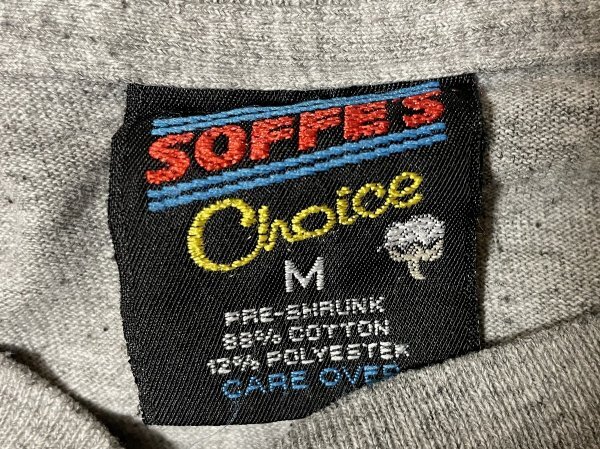 SOFFE'S
Choice
M
PRE-SHRUNK
88% COTTON
12% POLYESTER
CARE OVER